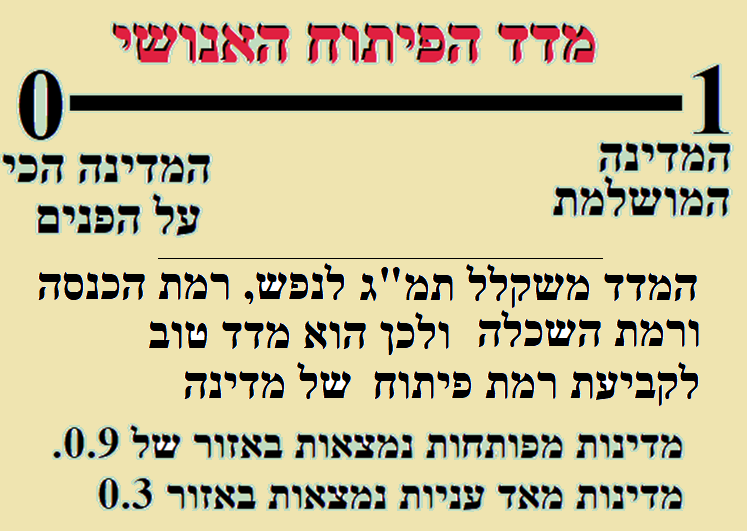 מדד הפיתוח האנושי
1
0
המדינה
המושלמת
המדינה הכי
על הפנים
המדד משקלל תמ"ג לנפש, רמת הכנסה
ורמת השכלה ולכן הוא מדד טוב
לקביעת רמת פיתוח של מדינה
מדינות מפותחות נמצאות באזור של 0.9.
מדינות מאד עניות נמצאות באזור 0.3